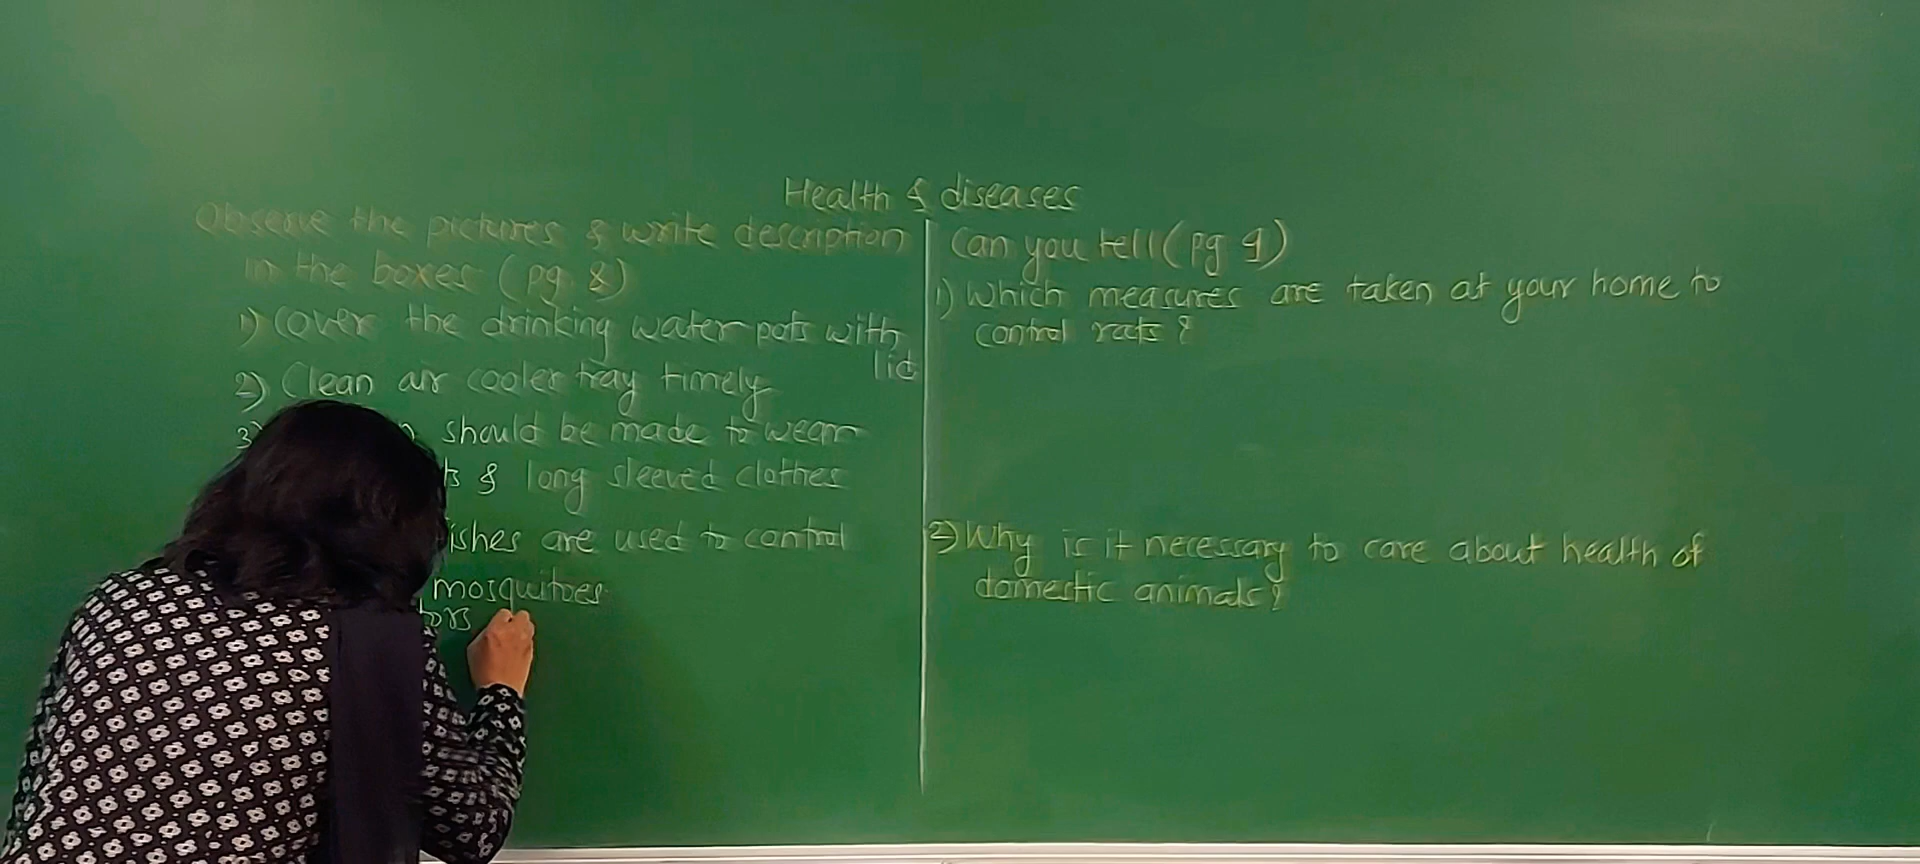 Health & diseases
Observe the pictures & write description
in the boxes (pg. 8)
1) Cover the drinking water pots with
lid
2) Clean air cooler tray timely
3) should be made to wear
& long sleeved clothes
ishes are used to control
mosquitoes
tors
Can you tell (pg 9)
1) Which measures are taken at your home to
control rats?
2) Why is it necessary to care about health of
domestic animals?